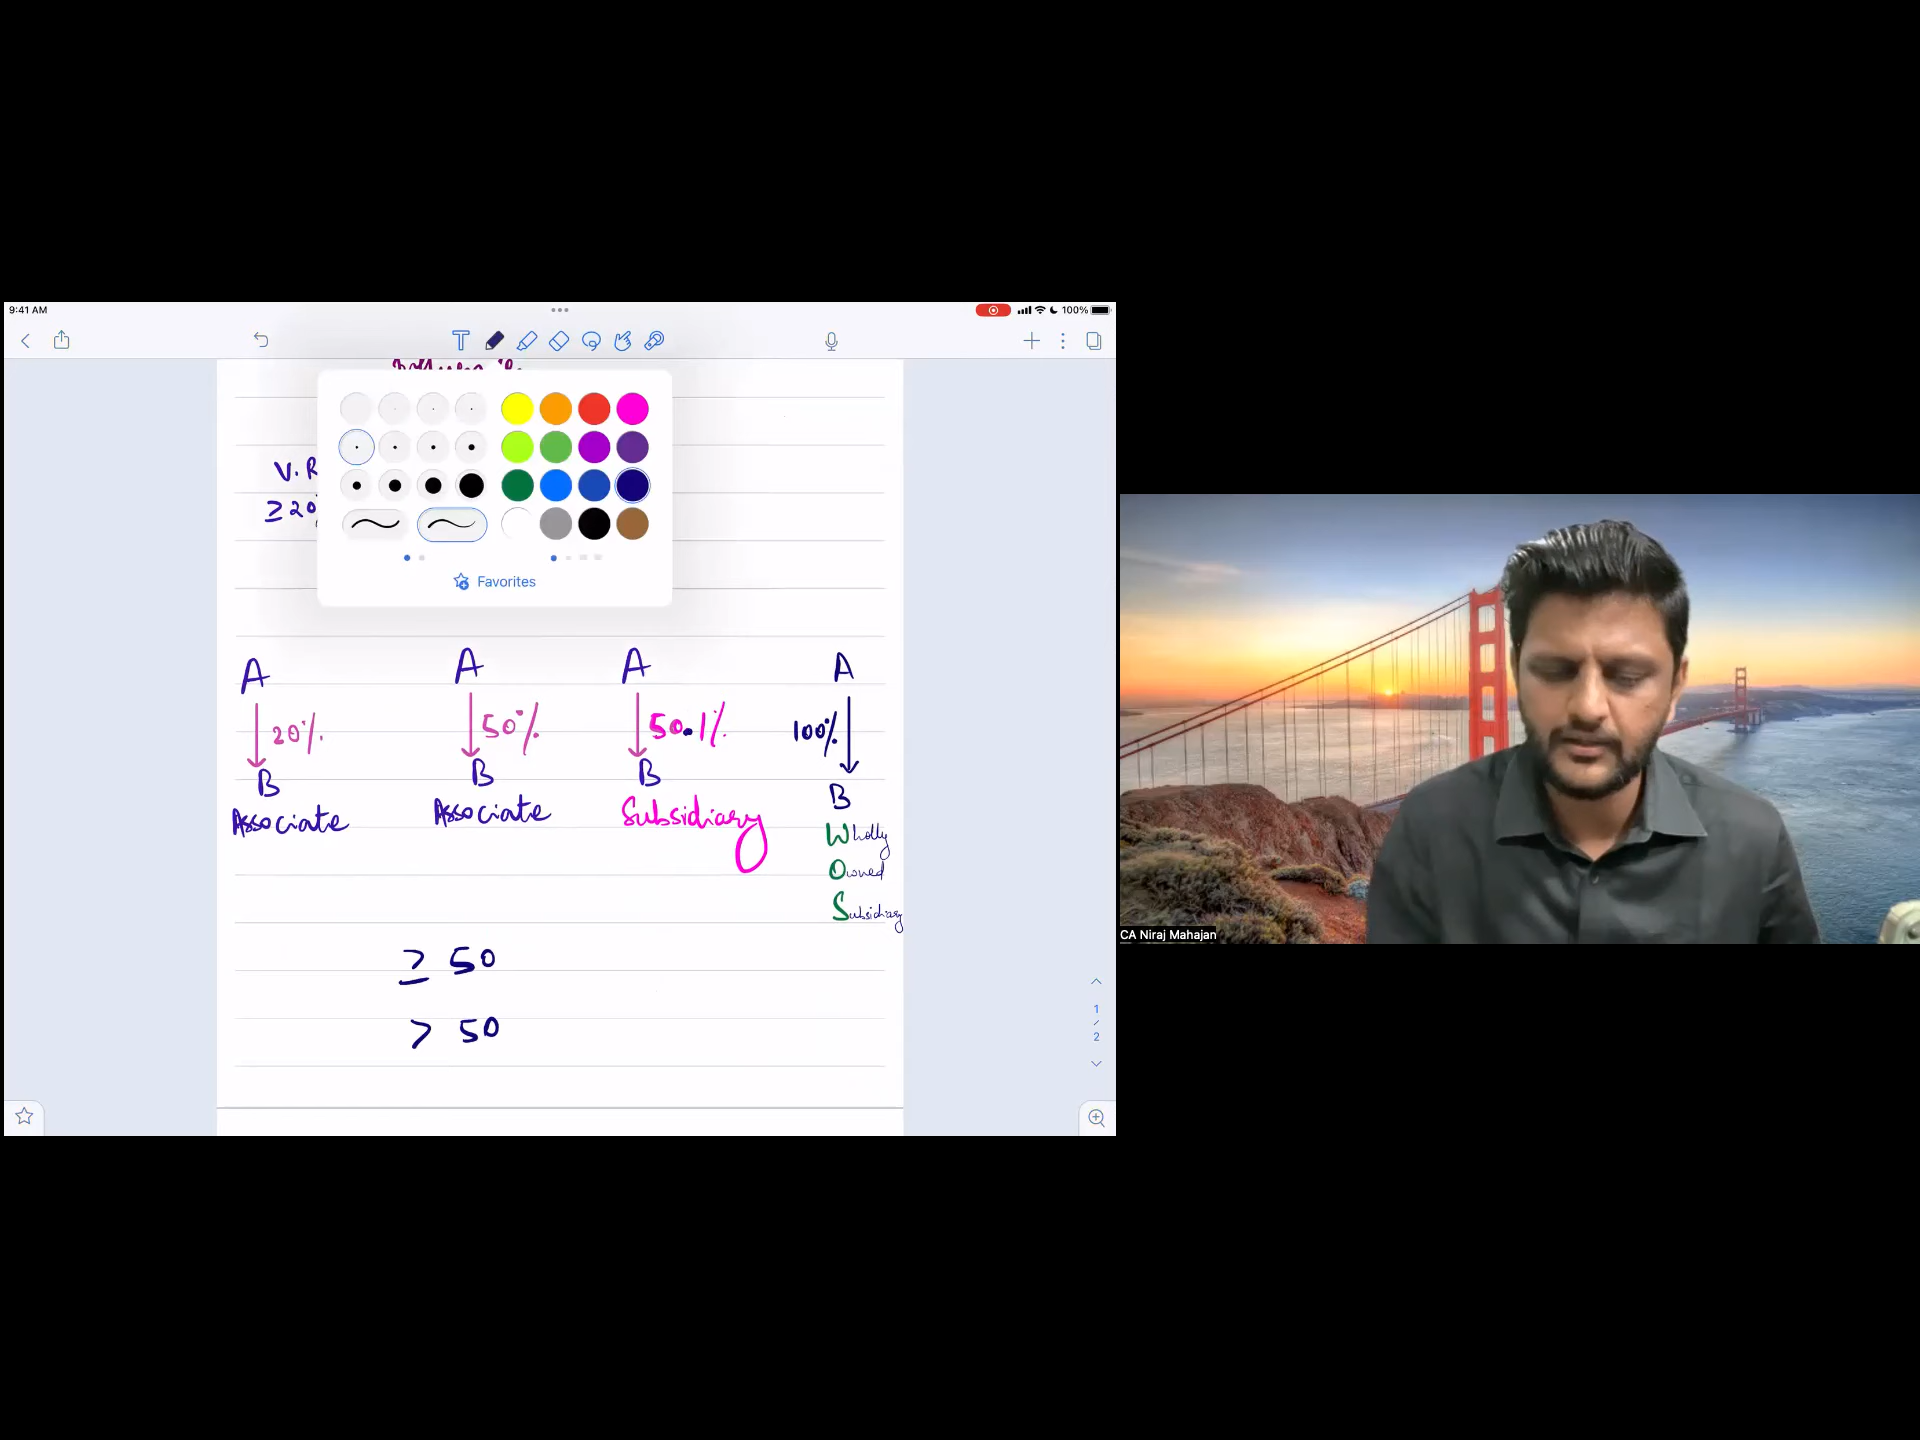 9:41 AM
100%
T
V.R
≥ 20
Favorites
A A A A
20% 50% 50.1% 100%
B B B B
Associate Associate Subsidiary Wholly
Owned
Subsidiary
≥ 50
> 50
1
/
2
CA Niraj Mahajan